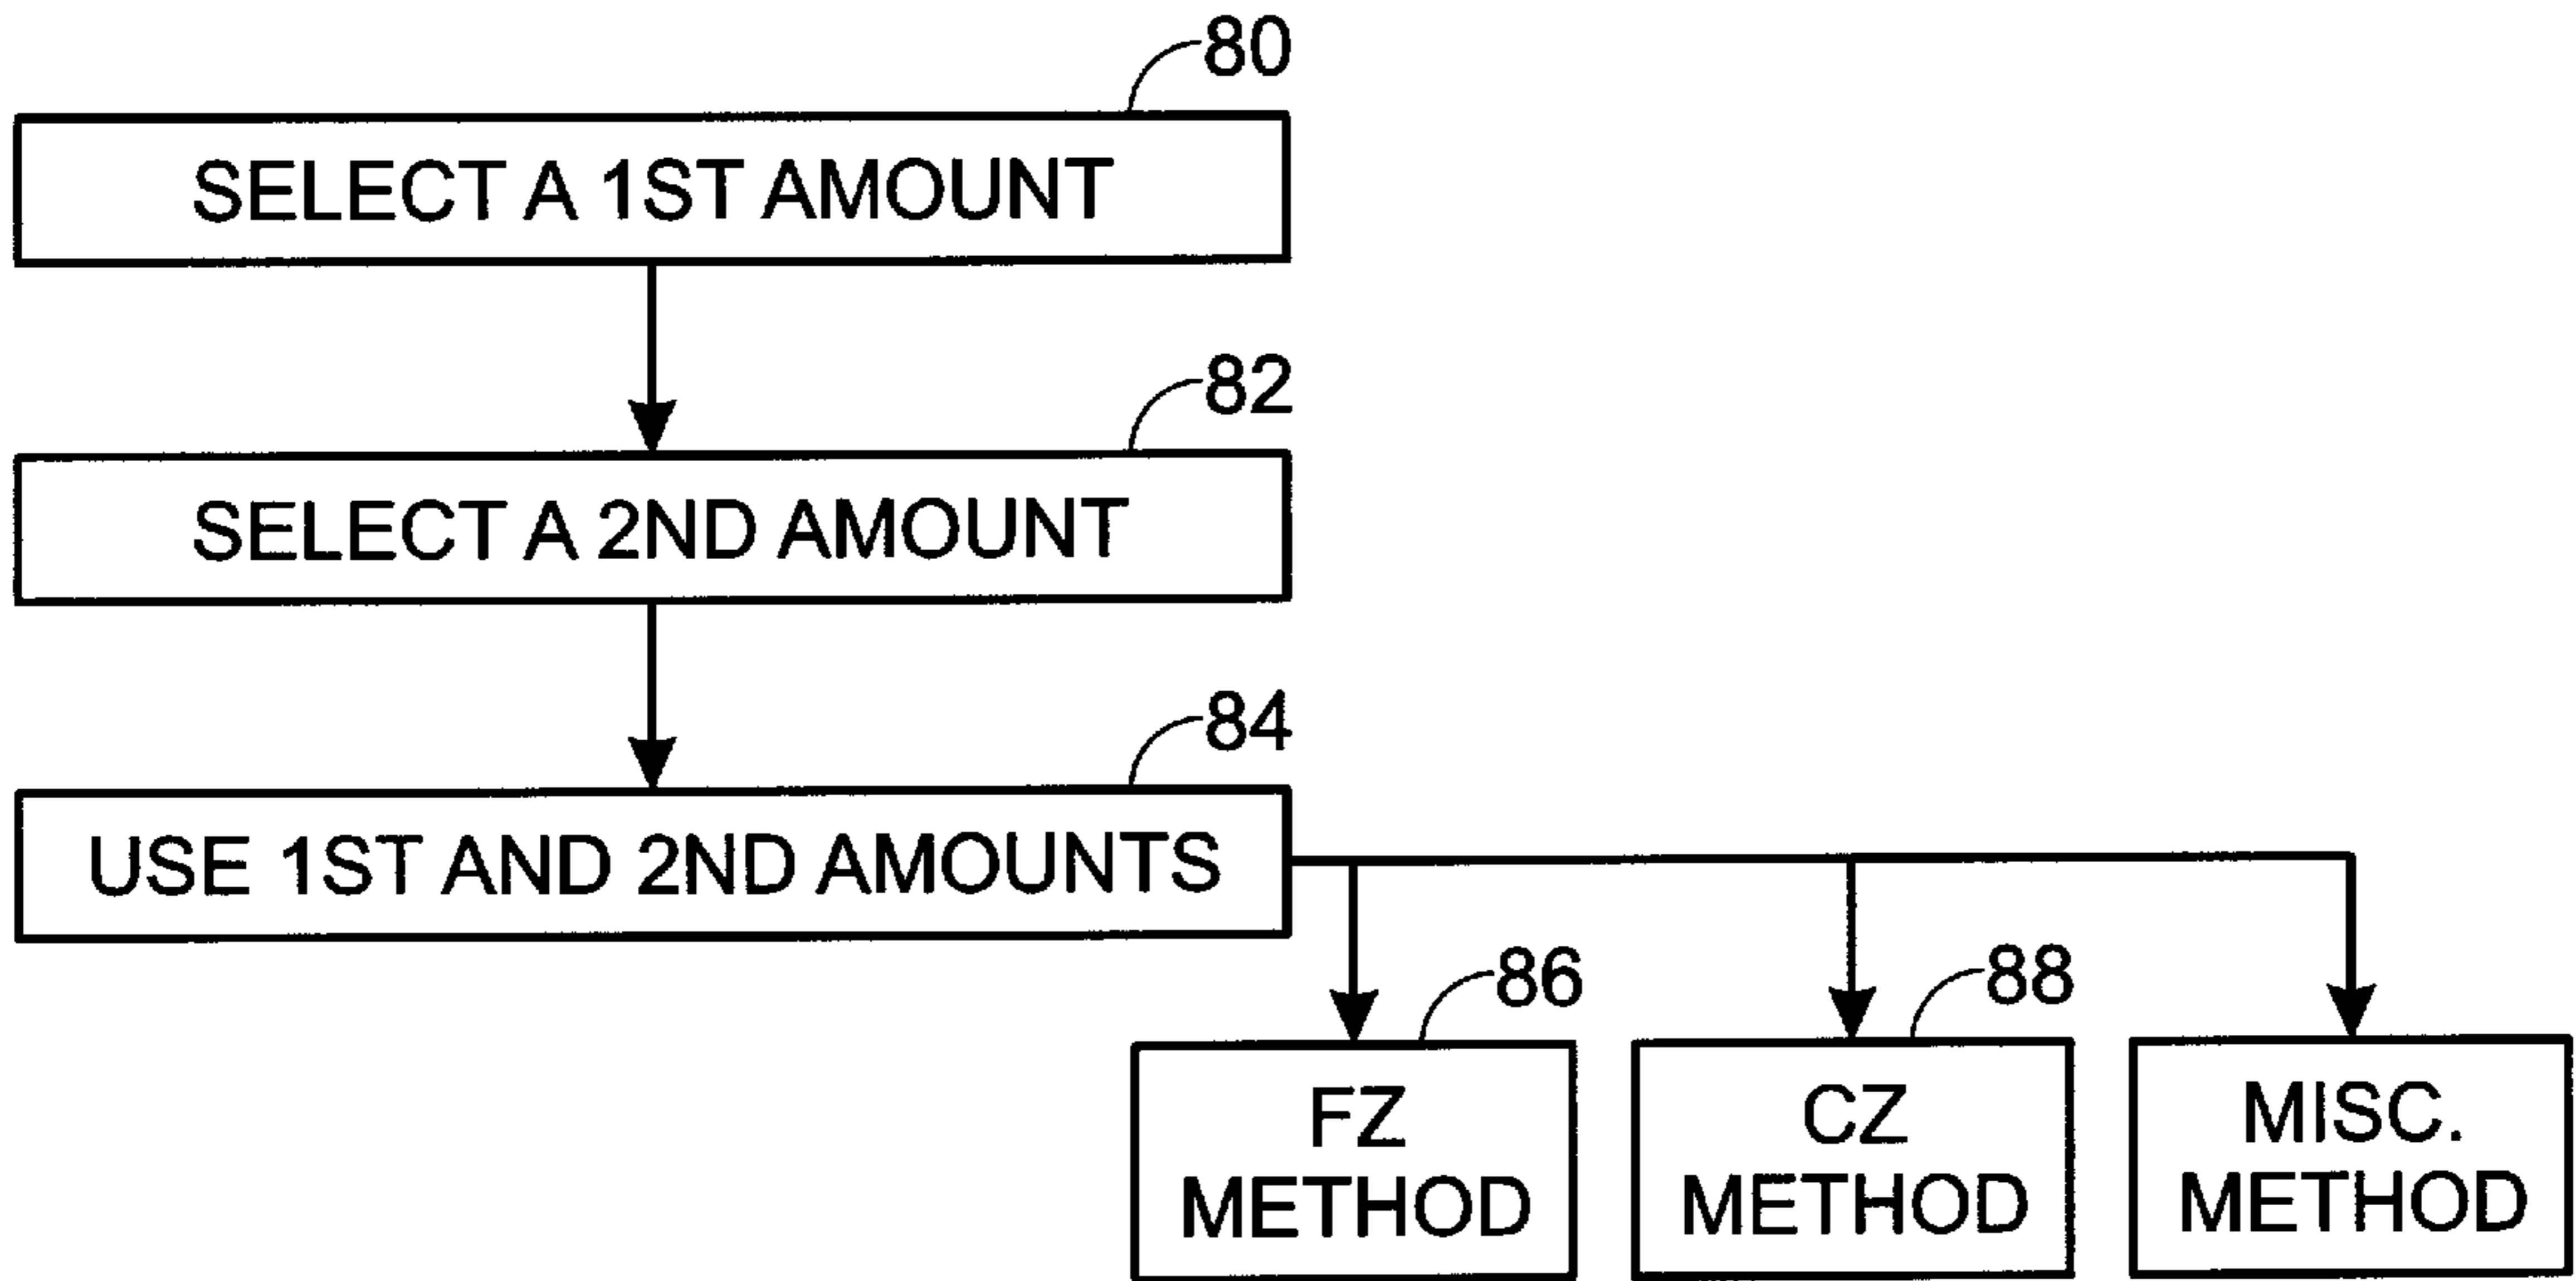 80
SELECT A 1ST AMOUNT
82
SELECT A 2ND AMOUNT
84
USE 1ST AND 2ND AMOUNTS
86
FZ
METHOD
88
CZ
METHOD
MISC.
METHOD